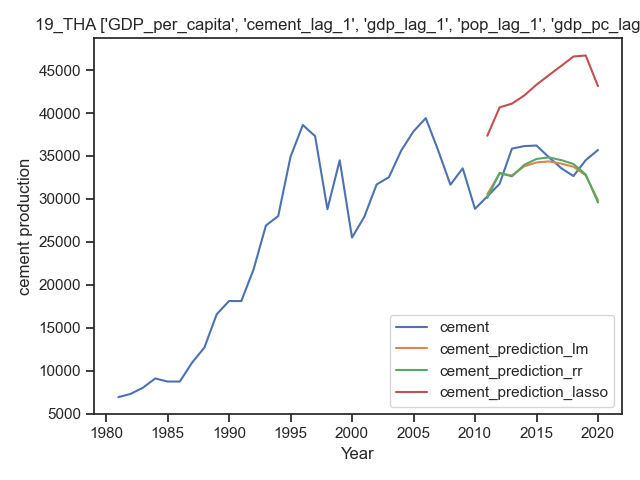 19_THA ['GDP_per_capita', 'cement_lag_1', 'gdp_lag_1', 'pop_lag_1', 'gdp_pc_lag
cement production
45000
40000
35000
30000
25000
20000
15000
10000
5000
1980 1985 1990 1995 2000 2005 2010 2015 2020
Year
cement
cement_prediction_lm
cement_prediction_rr
cement_prediction_lasso